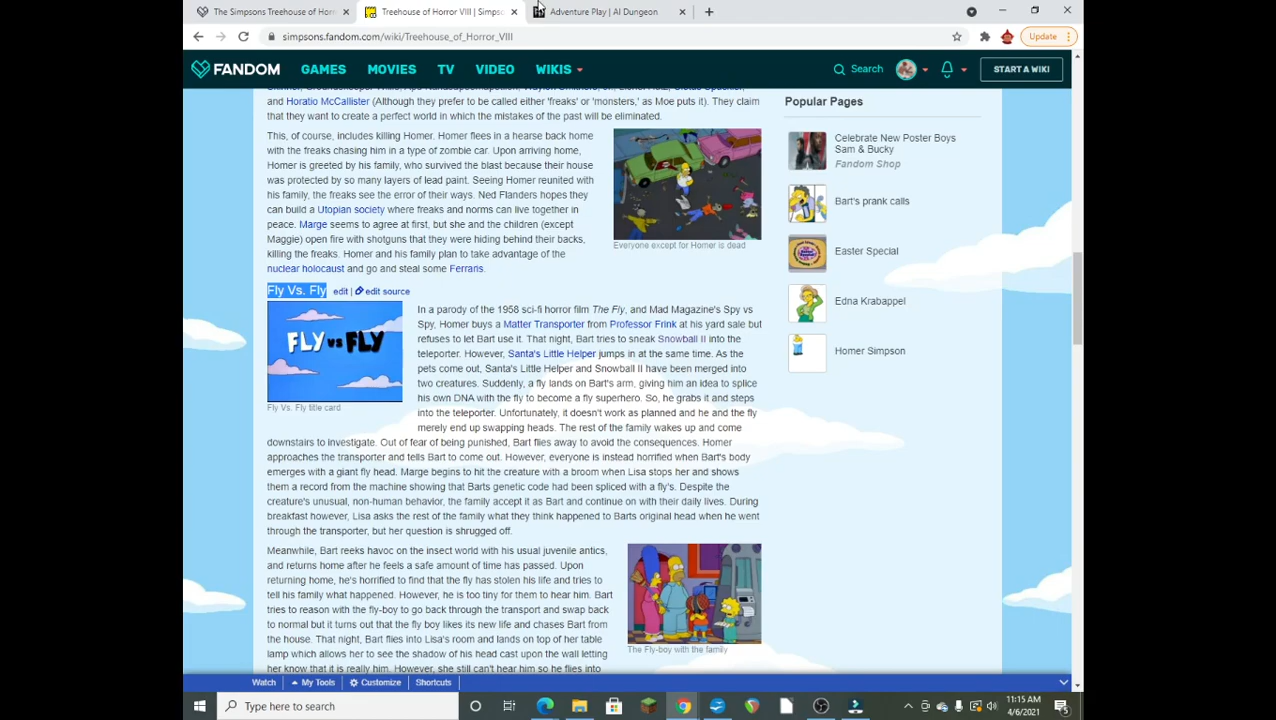 The Simpsons Treehouse of Horr
Treehouse of Horror VIII | Simpso
Adventure Play | AI Dungeon
simpsons.fandom.com/wiki/Treehouse_of_Horror_VIII
Update
FANDOM GAMES MOVIES TV VIDEO WIKIS Search START A WIKI
and Horatio McCallister (Although they prefer to be called either 'freaks' or 'monsters,' as Moe puts it). They claim
that they want to create a perfect world in which the mistakes of the past will be eliminated.
This, of course, includes killing Homer. Homer flees in a hearse back home
with the freaks chasing him in a type of zombie car. Upon arriving home,
Homer is greeted by his family, who survived the blast because their house
was protected by so many layers of lead paint. Seeing Homer reunited with
his family, the freaks see the error of their ways. Ned Flanders hopes they
can build a Utopian society where freaks and norms can live together in
peace. Marge seems to agree at first, but she and the children (except
Maggie) open fire with shotguns that they were hiding behind their backs,
killing the freaks. Homer and his family plan to take advantage of the
nuclear holocaust and go and steal some Ferraris.
Everyone except for Homer is dead
Fly Vs. Fly edit | edit source
FLY vs FLY
Fly Vs. Fly title card
In a parody of the 1958 sci-fi horror film The Fly, and Mad Magazine's Spy vs
Spy, Homer buys a Matter Transporter from Professor Frink at his yard sale but
refuses to let Bart use it. That night, Bart tries to sneak Snowball II into the
teleporter. However, Santa's Little Helper jumps in at the same time. As the
pets come out, Santa's Little Helper and Snowball II have been merged into
two creatures. Suddenly, a fly lands on Bart's arm, giving him an idea to splice
his own DNA with the fly to become a fly superhero. So, he grabs it and steps
into the teleporter. Unfortunately, it doesn't work as planned and he and the fly
merely end up swapping heads. The rest of the family wakes up and come
downstairs to investigate. Out of fear of being punished, Bart flies away to avoid the consequences. Homer
approaches the transporter and tells Bart to come out. However, everyone is instead horrified when Bart's body
emerges with a giant fly head. Marge begins to hit the creature with a broom when Lisa stops her and shows
them a record from the machine showing that Barts genetic code had been spliced with a fly's. Despite the
creature's unusual, non-human behavior, the family accept it as Bart and continue on with their daily lives. During
breakfast however, Lisa asks the rest of the family what they think happened to Barts original head when he went
through the transporter, but her question is shrugged off.
Meanwhile, Bart reeks havoc on the insect world with his usual juvenile antics,
and returns home after he feels a safe amount of time has passed. Upon
returning home, he's horrified to find that the fly has stolen his life and tries to
tell his family what happened. However, he is too tiny for them to hear him. Bart
tries to reason with the fly-boy to go back through the transport and swap back
to normal but it turns out that the fly boy likes its new life and chases Bart from
the house. That night, Bart flies into Lisa's room and lands on top of her table
lamp which allows her to see the shadow of his head cast upon the wall letting
her know that it is really him. However, she still can't hear him so he flies into
The Fly-boy with the family
Popular Pages
Celebrate New Poster Boys
Sam & Bucky
Fandom Shop
Bart's prank calls
Easter Special
Edna Krabappel
Homer Simpson
Watch My Tools Customize Shortcuts
Type here to search
11:15 AM
4/6/2021
5